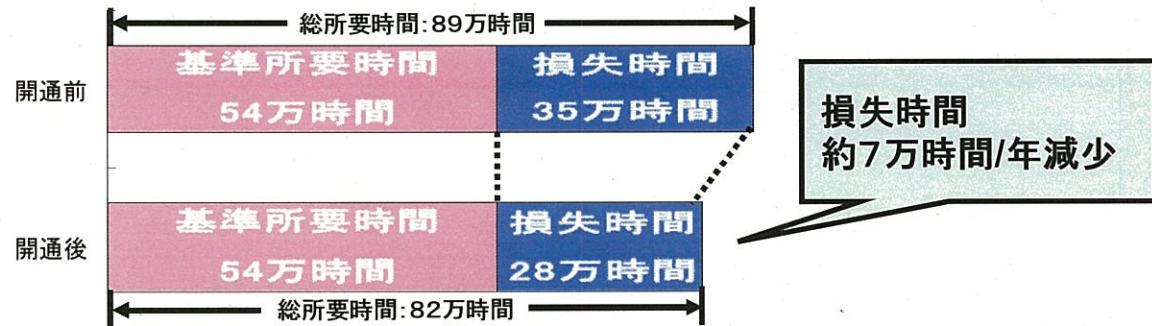 総所要時間:89万時間
開通前
基準所要時間
54万時間
損失時間
35万時間
損失時間
約7万時間/年減少
開通後
基準所要時間
54万時間
損失時間
28万時間
総所要時間:82万時間